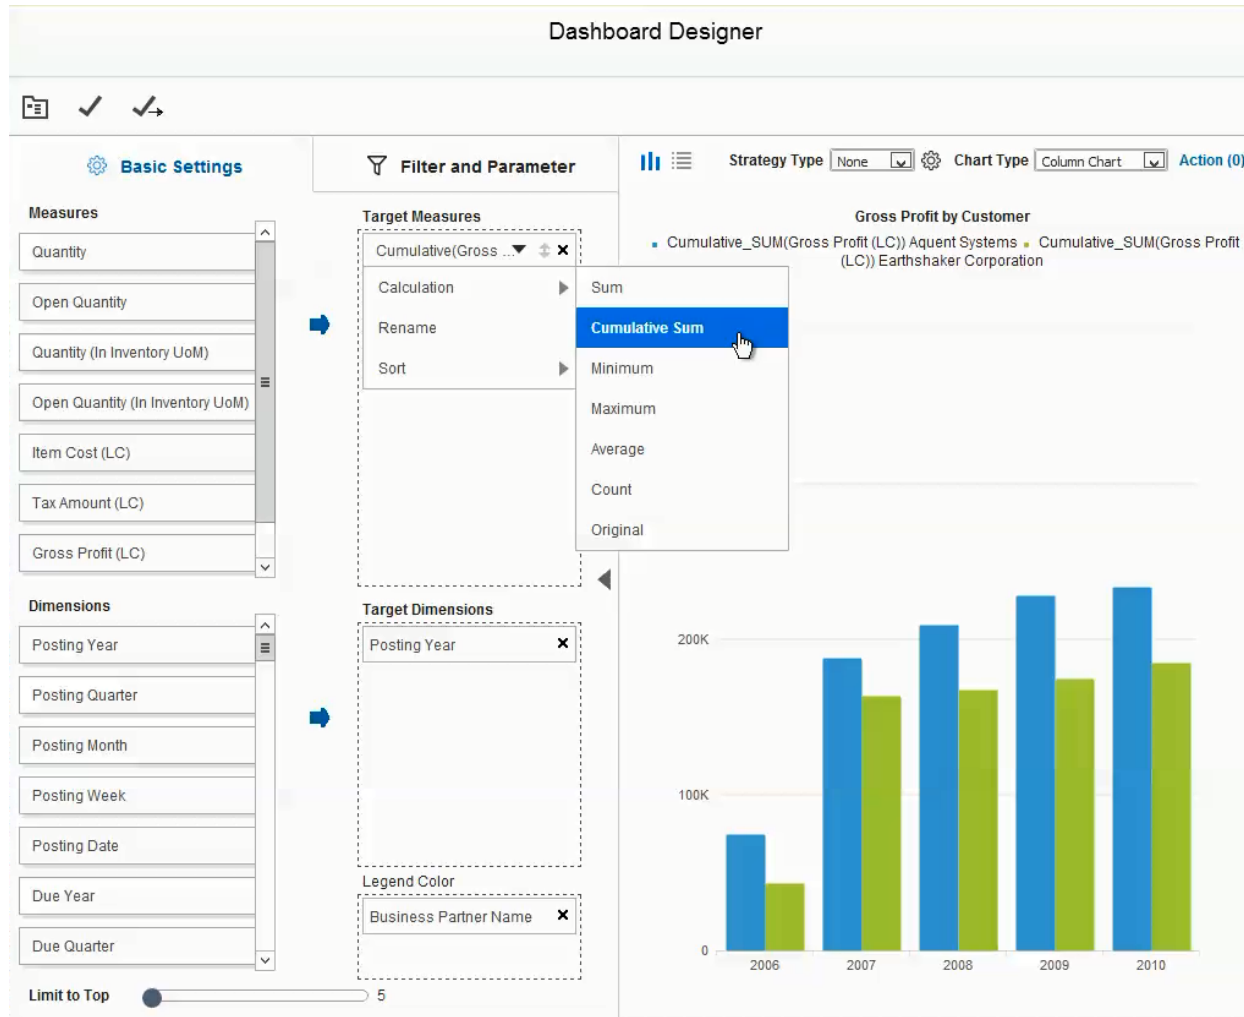 Dashboard Designer
Basic Settings
Filter and Parameter
Strategy Type None
Chart Type Column Chart
Action (0)
Measures
Quantity
Open Quantity
Quantity (In Inventory UoM)
Open Quantity (In Inventory UoM)
Item Cost (LC)
Tax Amount (LC)
Gross Profit (LC)
Target Measures
Cumulative(Gross ...
Calculation
Rename
Sort
Sum
Cumulative Sum
Minimum
Maximum
Average
Count
Original
Dimensions
Posting Year
Posting Quarter
Posting Month
Posting Week
Posting Date
Due Year
Due Quarter
Target Dimensions
Posting Year
Legend Color
Business Partner Name
Limit to Top 5
Gross Profit by Customer
Cumulative_SUM(Gross Profit (LC)) Aquent Systems Cumulative_SUM(Gross Profit
(LC)) Earthshaker Corporation
200K
100K
0
2006 2007 2008 2009 2010